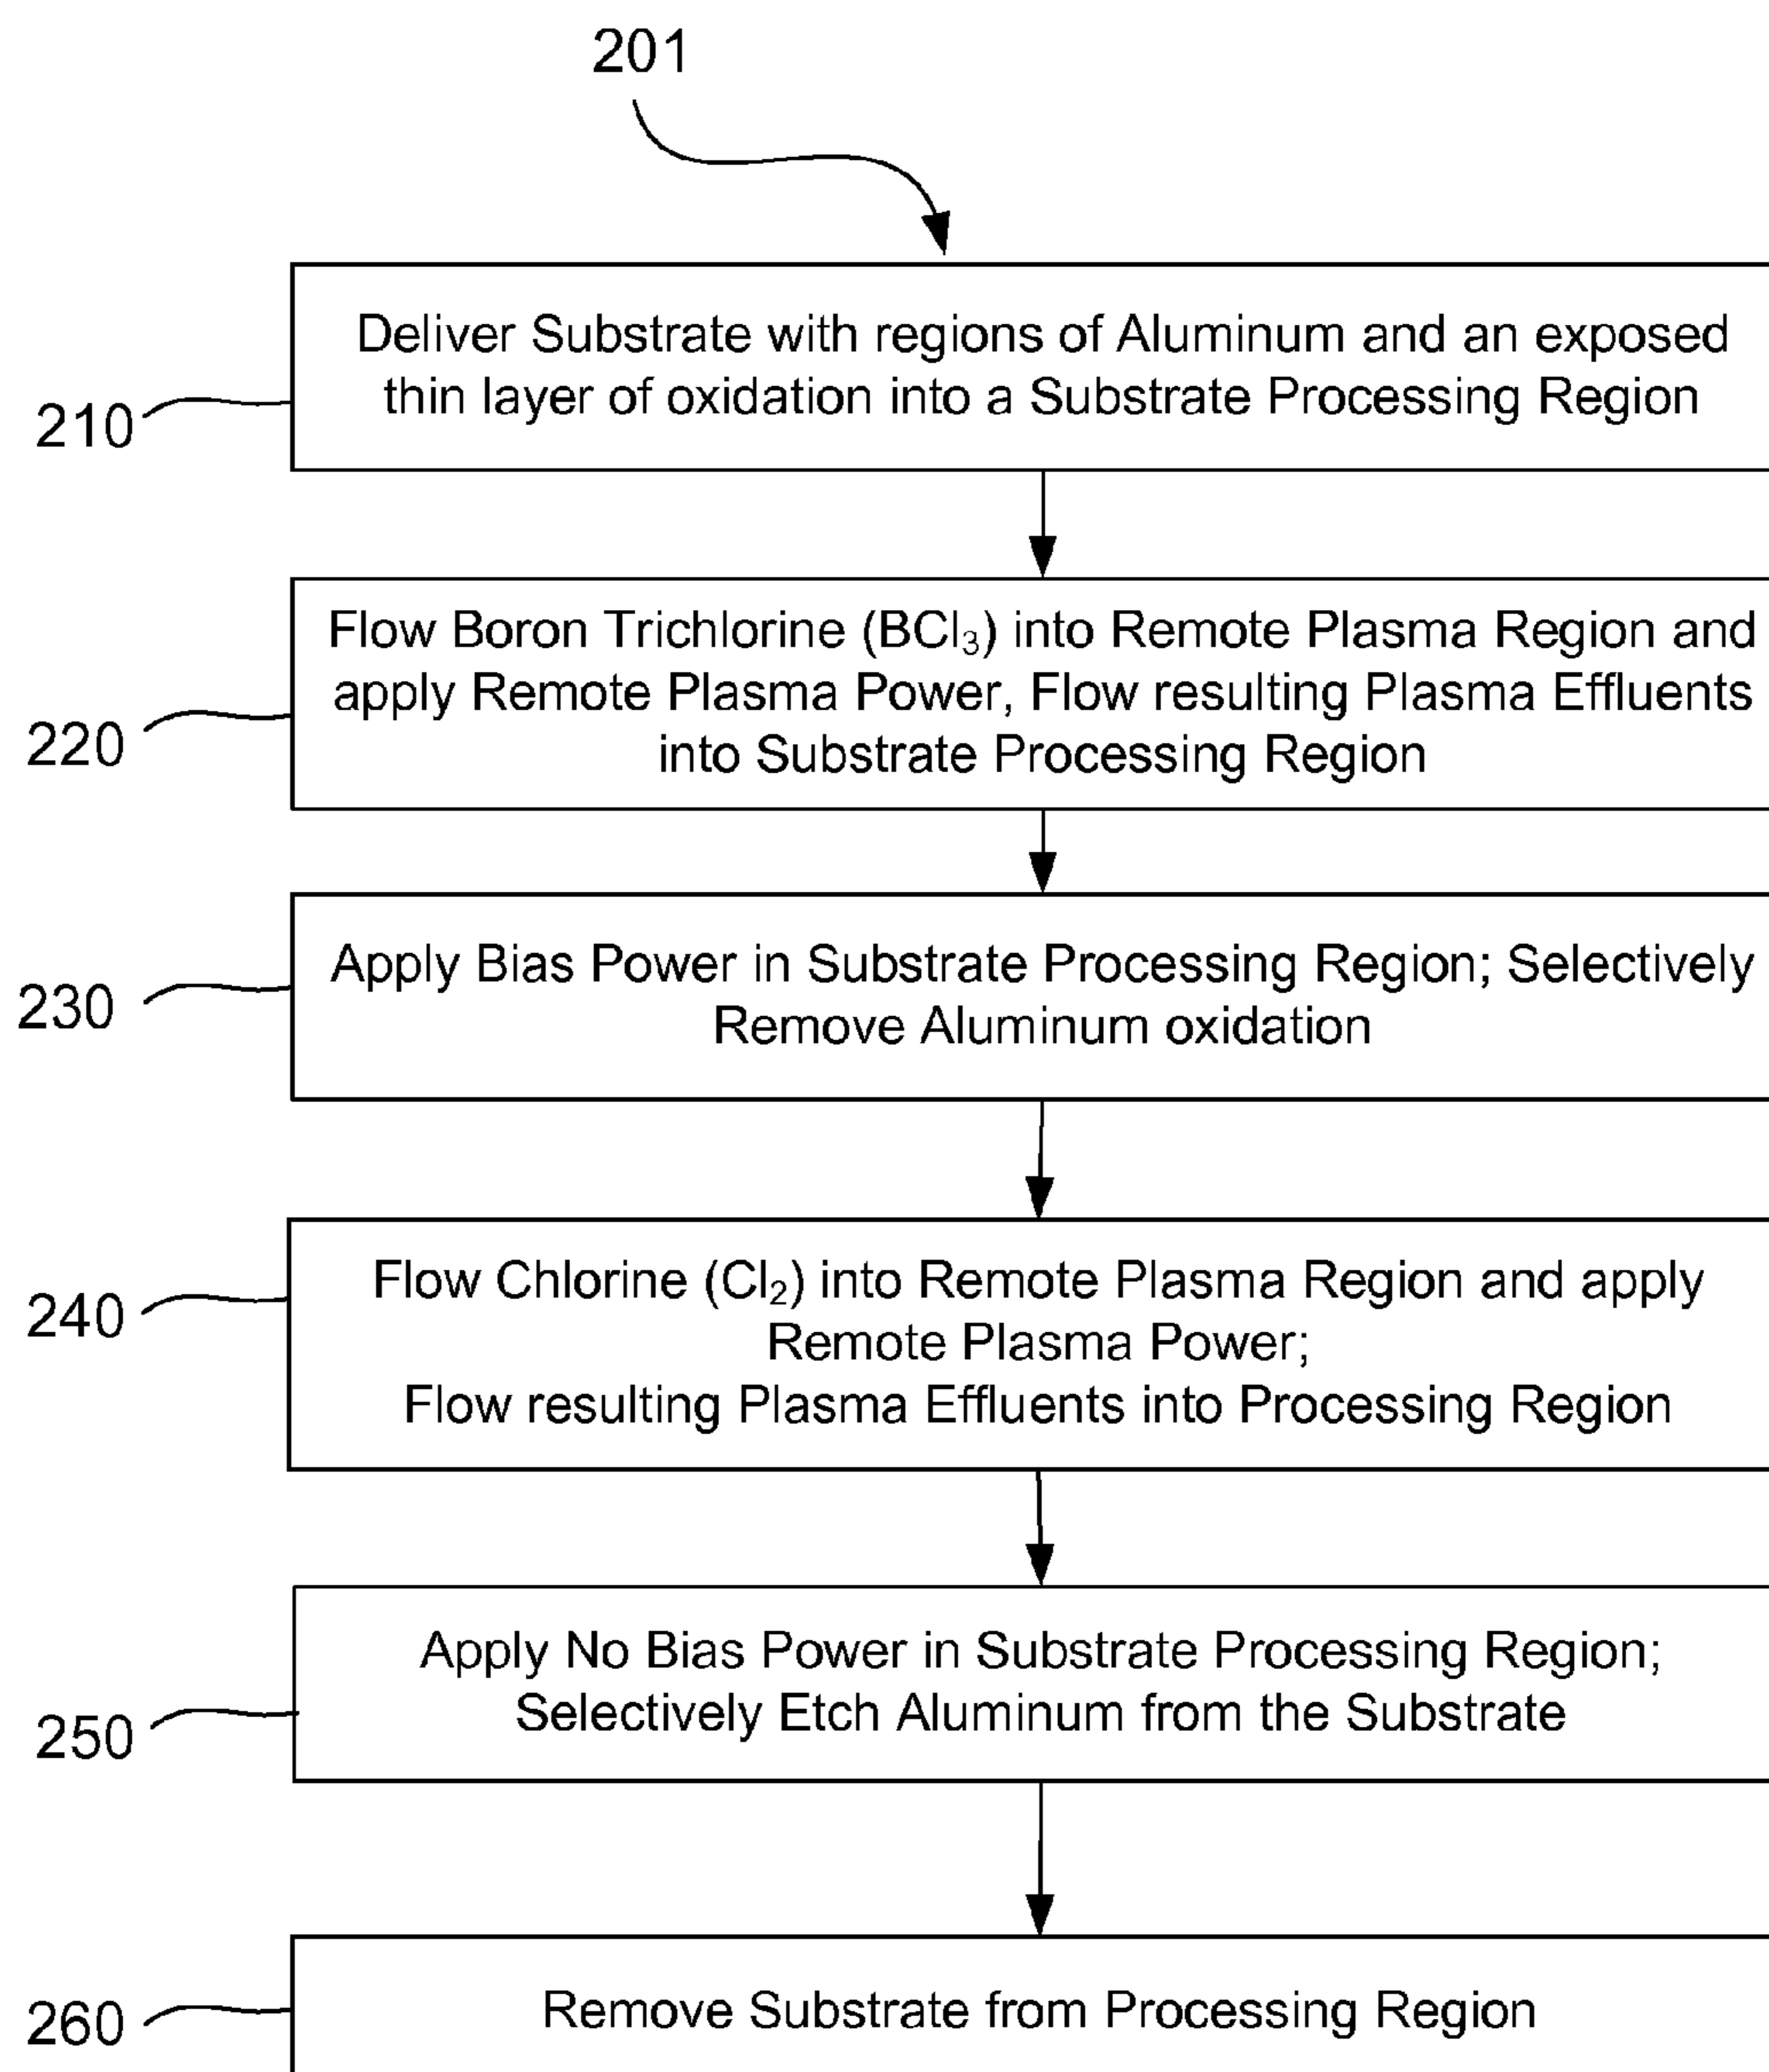 201
Deliver Substrate with regions of Aluminum and an exposed
thin layer of oxidation into a Substrate Processing Region
210
Flow Boron Trichlorine (BCl₃) into Remote Plasma Region and
apply Remote Plasma Power, Flow resulting Plasma Effluents
into Substrate Processing Region
220
Apply Bias Power in Substrate Processing Region; Selectively
Remove Aluminum oxidation
230
Flow Chlorine (Cl₂) into Remote Plasma Region and apply
Remote Plasma Power;
Flow resulting Plasma Effluents into Processing Region
240
Apply No Bias Power in Substrate Processing Region;
Selectively Etch Aluminum from the Substrate
250
Remove Substrate from Processing Region
260